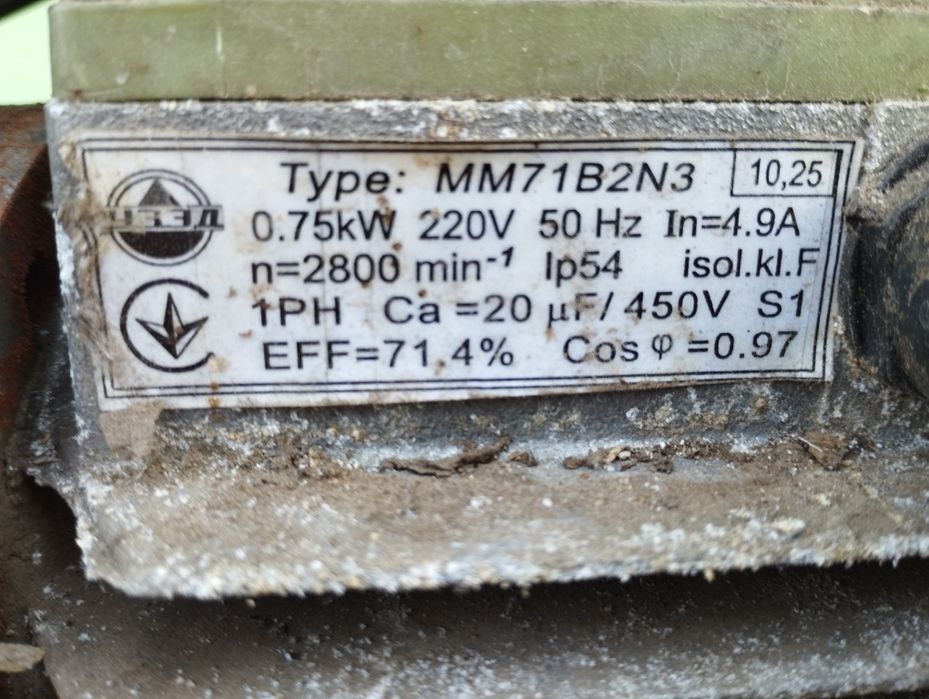 Type: MM71B2N3 10,25
0.75kW 220V 50 Hz In=4.9A
n=2800 min⁻¹ Ip54 isol.kl.F
1PH Ca =20 µF/ 450V S1
EFF=71.4% Cos φ =0.97